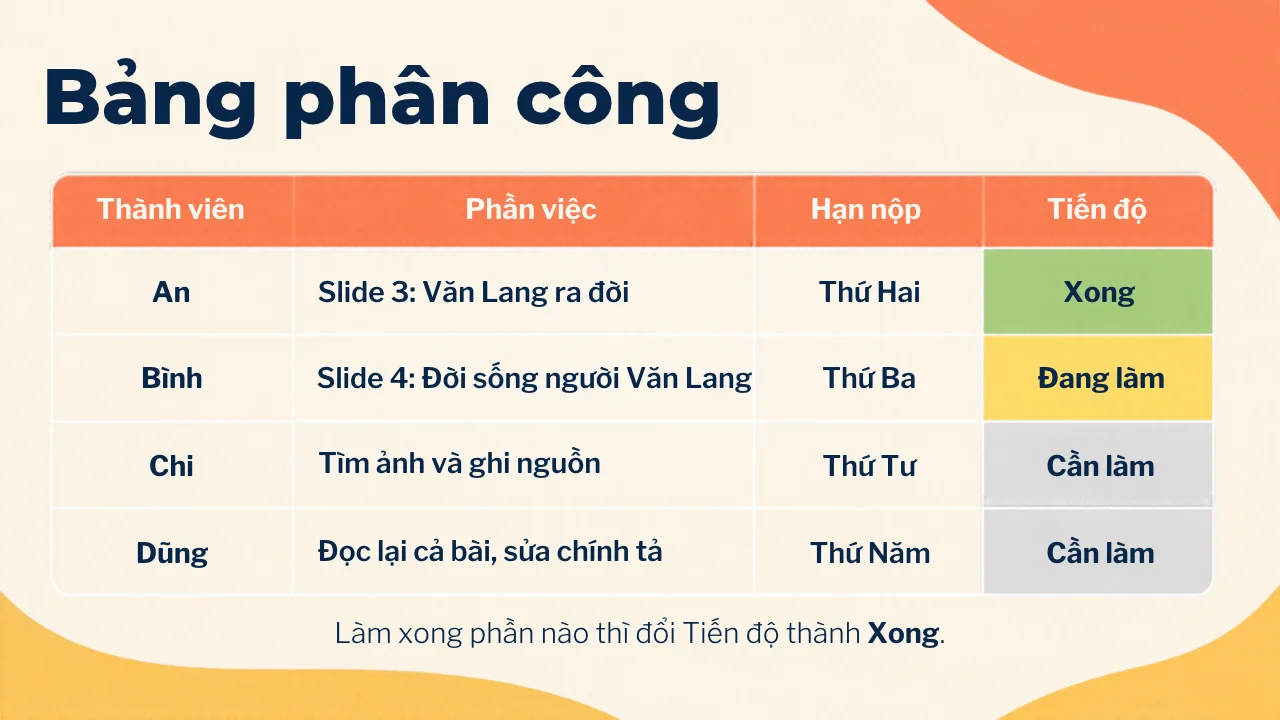 Bảng phân công
Thành viên Phần việc Hạn nộp Tiến độ
An Slide 3: Văn Lang ra đời Thứ Hai Xong
Bình Slide 4: Đời sống người Văn Lang Thứ Ba Đang làm
Chi Tìm ảnh và ghi nguồn Thứ Tư Cần làm
Dũng Đọc lại cả bài, sửa chính tả Thứ Năm Cần làm
Làm xong phần nào thì đổi Tiến độ thành Xong.